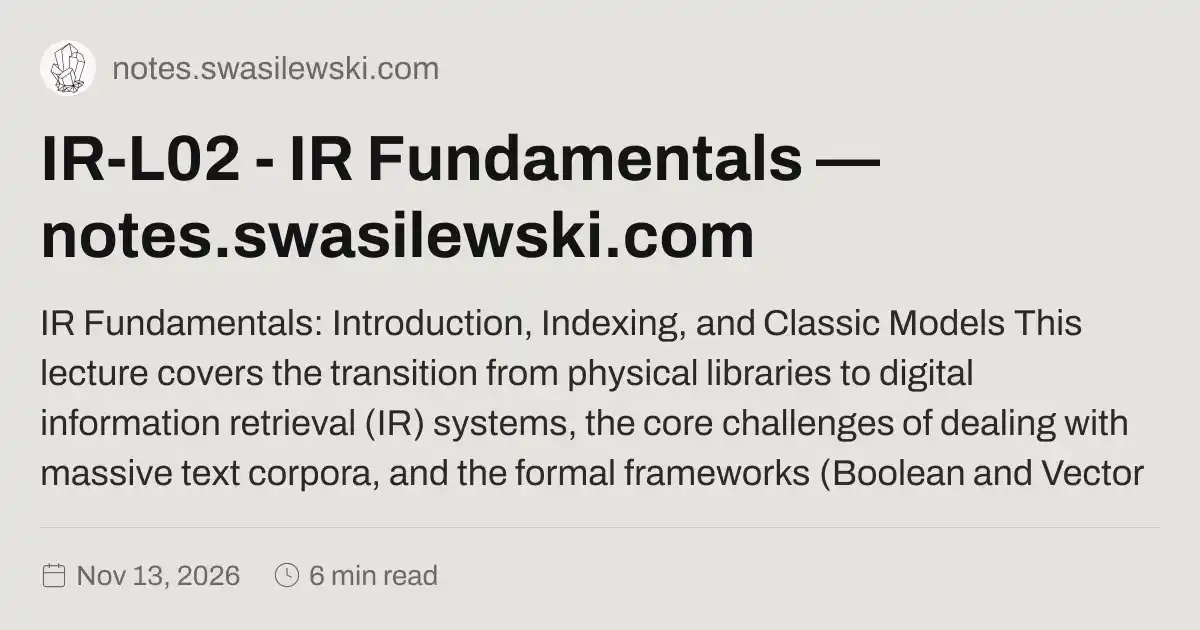 notes.swasilewski.com
IR-L02 - IR Fundamentals —
notes.swasilewski.com
IR Fundamentals: Introduction, Indexing, and Classic Models This
lecture covers the transition from physical libraries to digital
information retrieval (IR) systems, the core challenges of dealing with
massive text corpora, and the formal frameworks (Boolean and Vector
Nov 13, 2026 6 min read